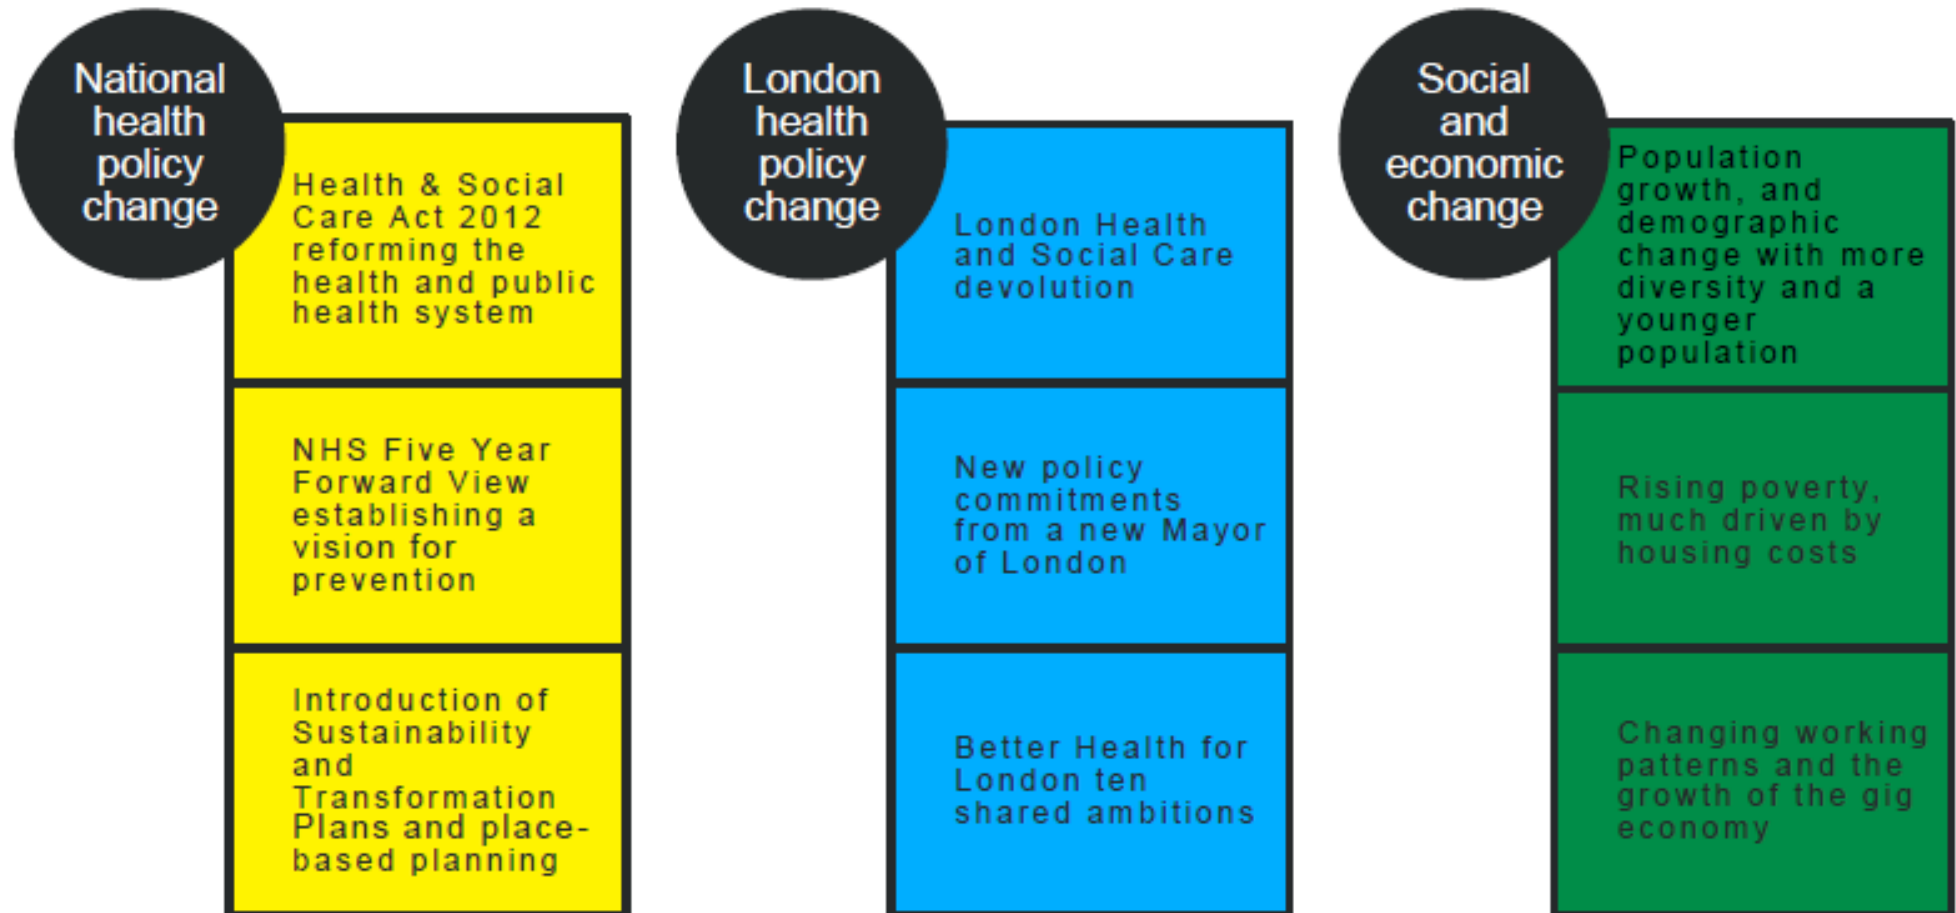 National
health
policy
change
Health & Social
Care Act 2012
reforming the
health and public
health system
NHS Five Year
Forward View
establishing a
vision for
prevention
Introduction of
Sustainability
and
Transformation
Plans and place-
based planning
London
health
policy
change
London Health
and Social Care
devolution
New policy
commitments
from a new Mayor
of London
Better Health for
London ten
shared ambitions
Social
and
economic
change
Population
growth, and
demographic
change with more
diversity and a
younger
population
Rising poverty,
much driven by
housing costs
Changing working
patterns and the
growth of the gig
economy